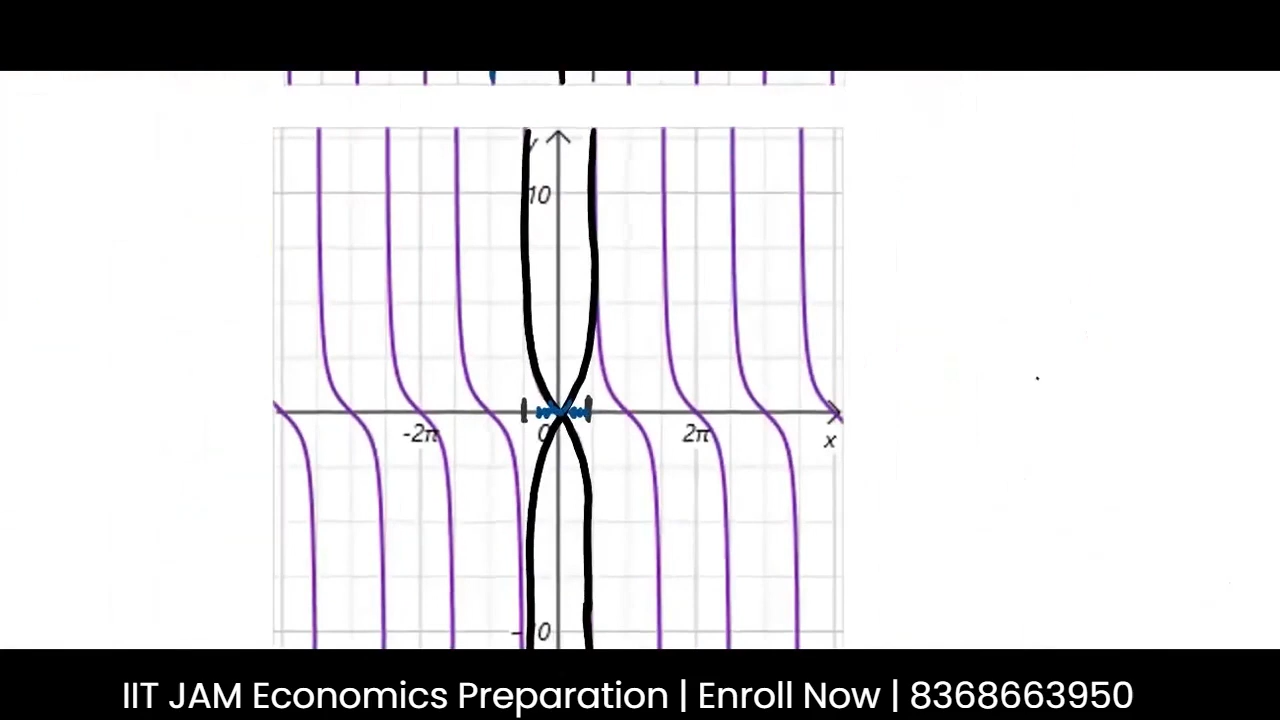 y
10
-2π
0
2π
x
-10
IIT JAM Economics Preparation | Enroll Now | 8368663950